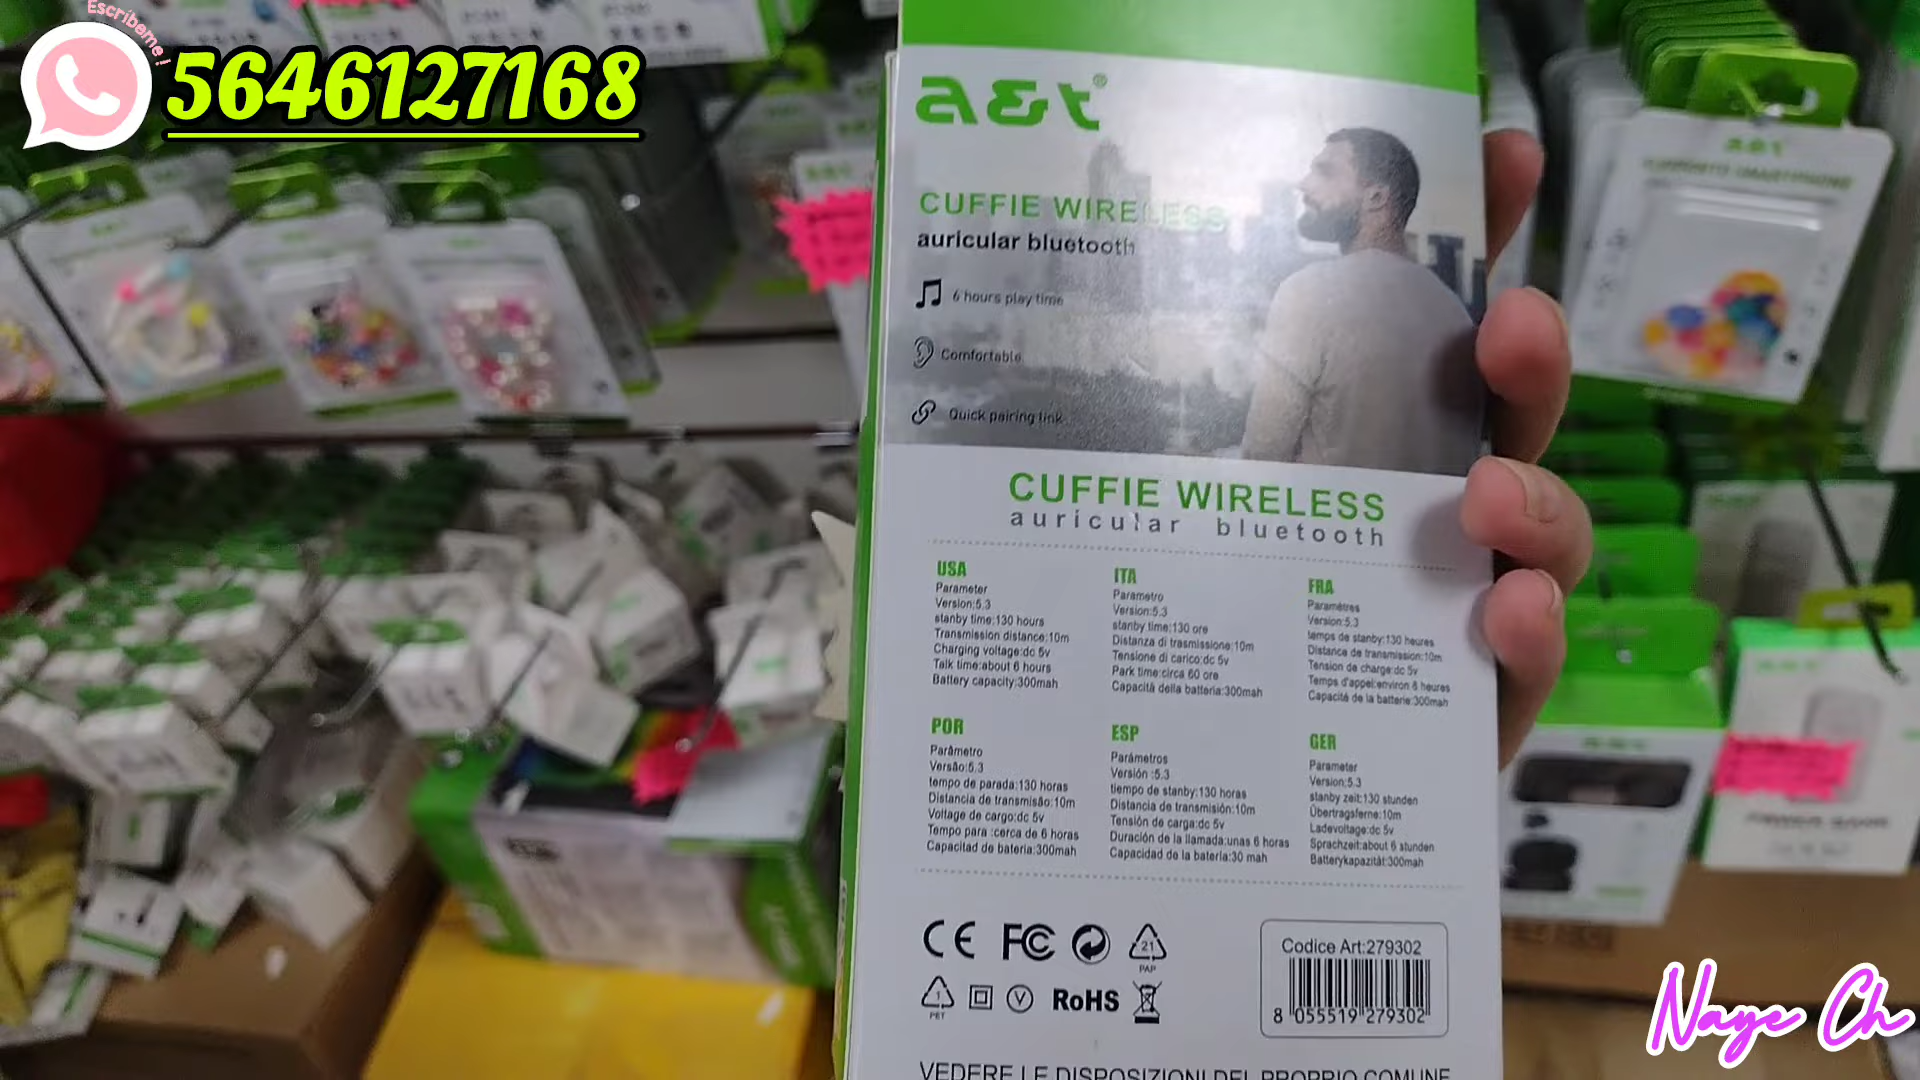 Escríbeme !
5646127168
a&t®
CUFFIE WIRELESS
auricular bluetooth
6 hours play time
Comfortable
Quick pairing link
CUFFIE WIRELESS
auricular bluetooth
USA
Parameter
Version:5.3
stanby time:130 hours
Transmission distance:10m
Charging voltage:dc 5v
Talk time:about 6 hours
Battery capacity:300mah
ITA
Parametro
Version:5.3
stanby time:130 ore
Distanza di trasmissione:10m
Tensione di carico:dc 5v
Park time:circa 60 ore
Capacità della batteria:300mah
FRA
Paramètres
Version:5.3
temps de stanby:130 heures
Distance de transmission:10m
Tension de charge:dc 5v
Temps d'appel:environ 6 heures
Capacité de la batterie:300mah
POR
Parâmetro
Versão:5.3
tempo de parada:130 horas
Distancia de transmisão:10m
Voltage de cargo:dc 5v
Tempo para :cerca de 6 horas
Capacitad de bateria:300mah
ESP
Parámetros
Versión :5.3
tiempo de stanby:130 horas
Distancia de transmisión:10m
Tensión de carga:dc 5v
Duración de la llamada:unas 6 horas
Capacidad de la bateria:30 mah
GER
Parameter
Version:5.3
stanby zeit:130 stunden
Übertragsferne:10m
Ladevoltage:dc 5v
Sprachzeit:about 6 stunden
Batterykapazität:300mah
CE FC
21
PAP
1
PET
V
RoHS
Codice Art:279302
8 055519 279302
VEDERE LE DISPOSIZIONI DEL PROPRIO COMUNE
a&t
SUPPORTO SMARTPHONE
Naye Ch